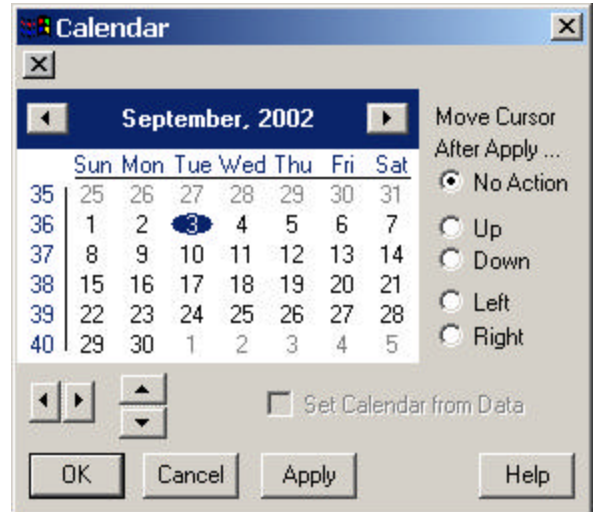 Calendar
September, 2002
Sun Mon Tue Wed Thu Fri Sat
35 25 26 27 28 29 30 31
36 1 2 3 4 5 6 7
37 8 9 10 11 12 13 14
38 15 16 17 18 19 20 21
39 22 23 24 25 26 27 28
40 29 30 1 2 3 4 5
Move Cursor
After Apply ...
No Action
Up
Down
Left
Right
Set Calendar from Data
OK Cancel Apply Help